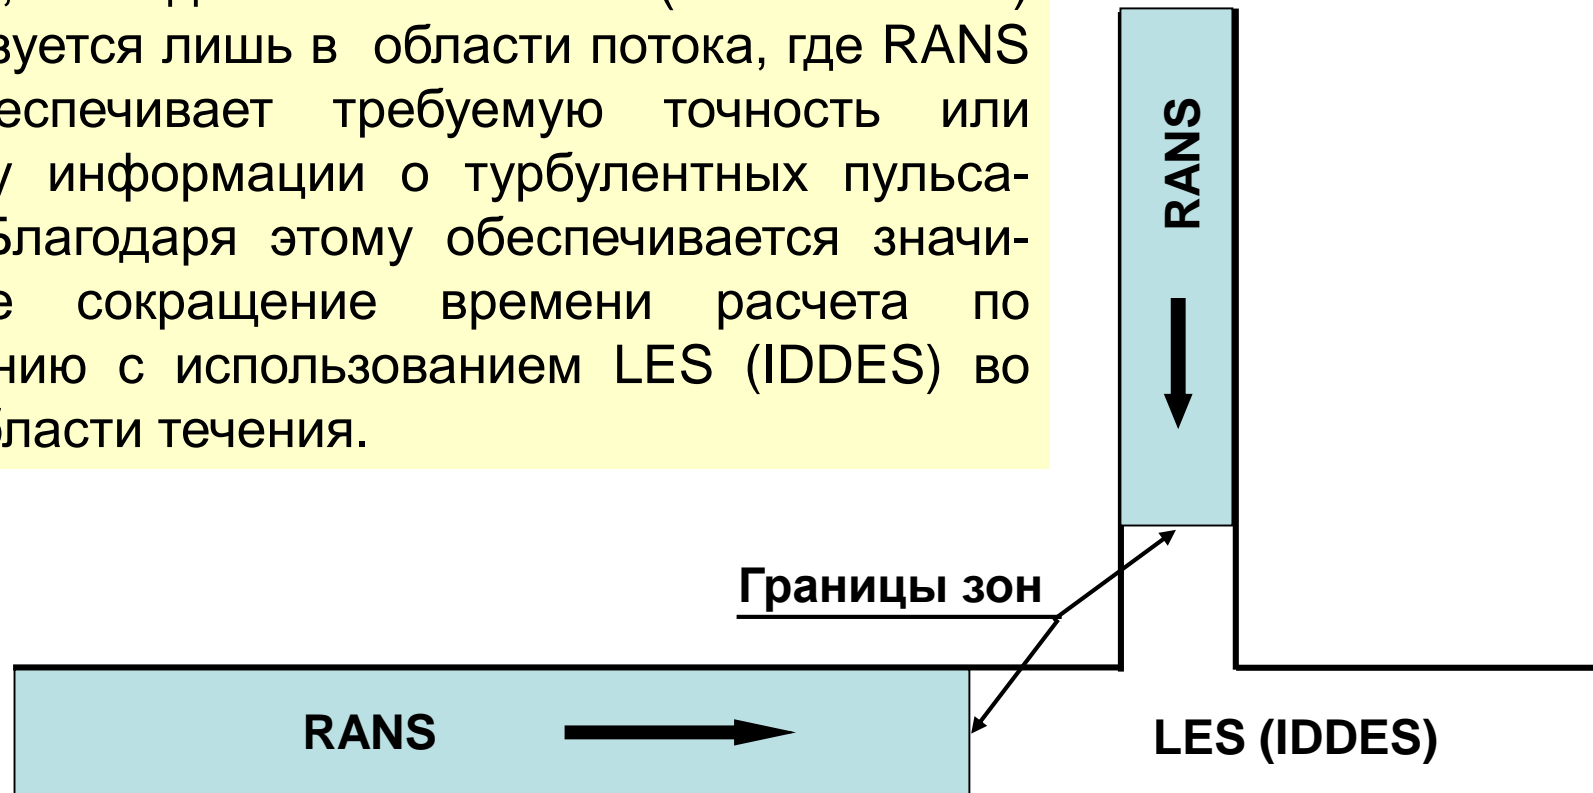 зуется лишь в области потока, где RANS
еспечивает требуемую точность или
у информации о турбулентных пульса-
Благодаря этому обеспечивается значи-
е сокращение времени расчета по
нию с использованием LES (IDDES) во
бласти течения.
RANS
Границы зон
RANS
LES (IDDES)